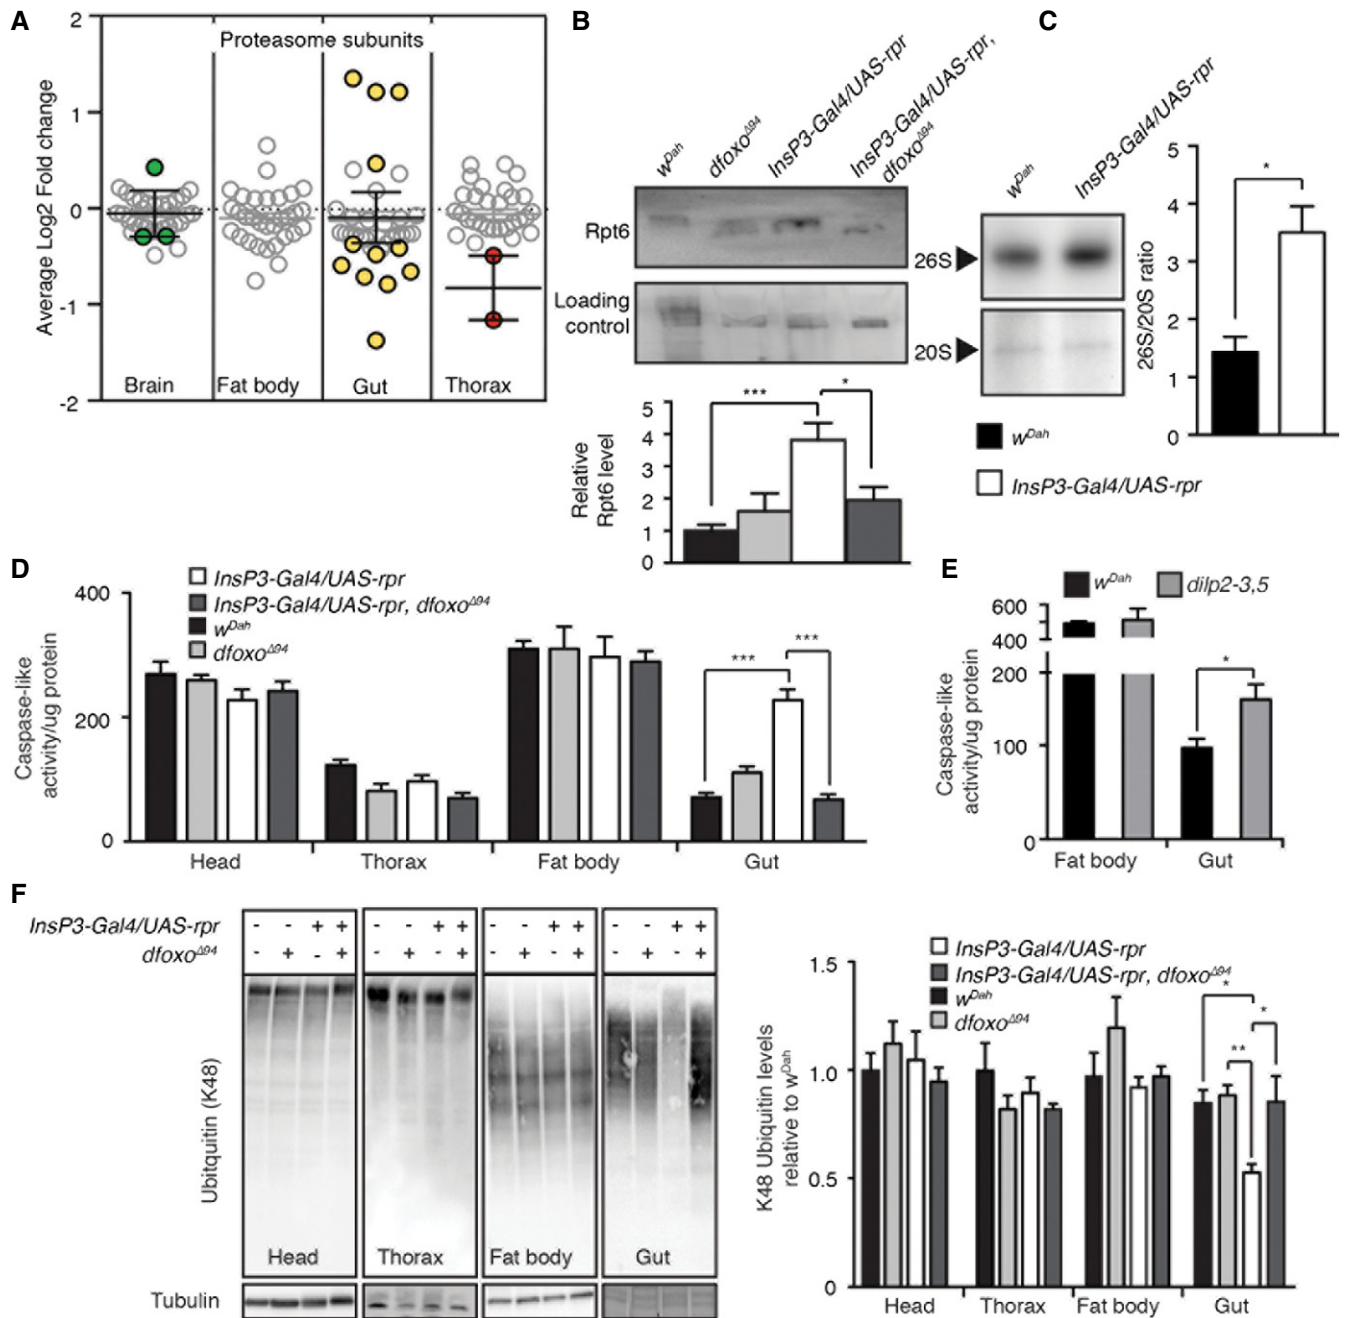 A
2
1
0
-1
-2
Average Log2 Fold change
Proteasome subunits
Brain
Fat body
Gut
Thorax
B
w^Dah
dfoxo^Δ94
InsP3-Gal4/UAS-rpr
InsP3-Gal4/UAS-rpr,
dfoxo^Δ94
Rpt6
Loading
control
***
*
5
4
3
2
1
0
Relative
Rpt6 level
C
w^Dah
InsP3-Gal4/UAS-rpr
26S
20S
26S/20S ratio
5
4
3
2
1
0
*
w^Dah
InsP3-Gal4/UAS-rpr
D
InsP3-Gal4/UAS-rpr
InsP3-Gal4/UAS-rpr, dfoxo^Δ94
w^Dah
dfoxo^Δ94
400
200
0
Caspase-like
activity/ug protein
***
***
Head
Thorax
Fat body
Gut
E
w^Dah
dilp2-3,5
600
400
200
100
0
Caspase-like
activity/ug protein
*
Fat body
Gut
F
InsP3-Gal4/UAS-rpr
- - + +
- - + +
- - + +
- - + +
dfoxo^Δ94
- + - +
- + - +
- + - +
- + - +
Ubitquitin (K48)
Head
Thorax
Fat body
Gut
Tubulin
InsP3-Gal4/UAS-rpr
InsP3-Gal4/UAS-rpr, dfoxo^Δ94
w^Dah
dfoxo^Δ94
1.5
1.0
0.5
0
K48 Ubiquitin levels
relative to w^Dah
*
*
**
Head
Thorax
Fat body
Gut